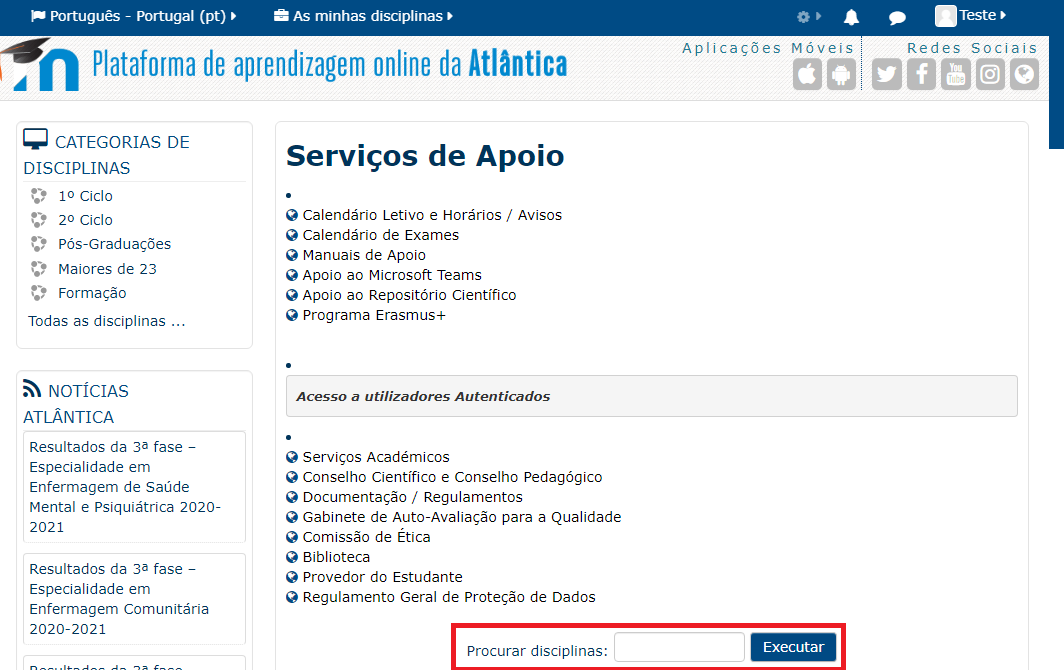 Português - Portugal (pt)
As minhas disciplinas
Teste
Plataforma de aprendizagem online da Atlântica
Aplicações Móveis
Redes Sociais
You
Tube
CATEGORIAS DE
DISCIPLINAS
1º Ciclo
2º Ciclo
Pós-Graduações
Maiores de 23
Formação
Todas as disciplinas ...
NOTÍCIAS
ATLÂNTICA
Resultados da 3ª fase –
Especialidade em
Enfermagem de Saúde
Mental e Psiquiátrica 2020-
2021
Resultados da 3ª fase –
Especialidade em
Enfermagem Comunitária
2020-2021
Resultados da 3ª fase
Serviços de Apoio
Calendário Letivo e Horários / Avisos
Calendário de Exames
Manuais de Apoio
Apoio ao Microsoft Teams
Apoio ao Repositório Científico
Programa Erasmus+
Acesso a utilizadores Autenticados
Serviços Académicos
Conselho Científico e Conselho Pedagógico
Documentação / Regulamentos
Gabinete de Auto-Avaliação para a Qualidade
Comissão de Ética
Biblioteca
Provedor do Estudante
Regulamento Geral de Proteção de Dados
Procurar disciplinas:
Executar